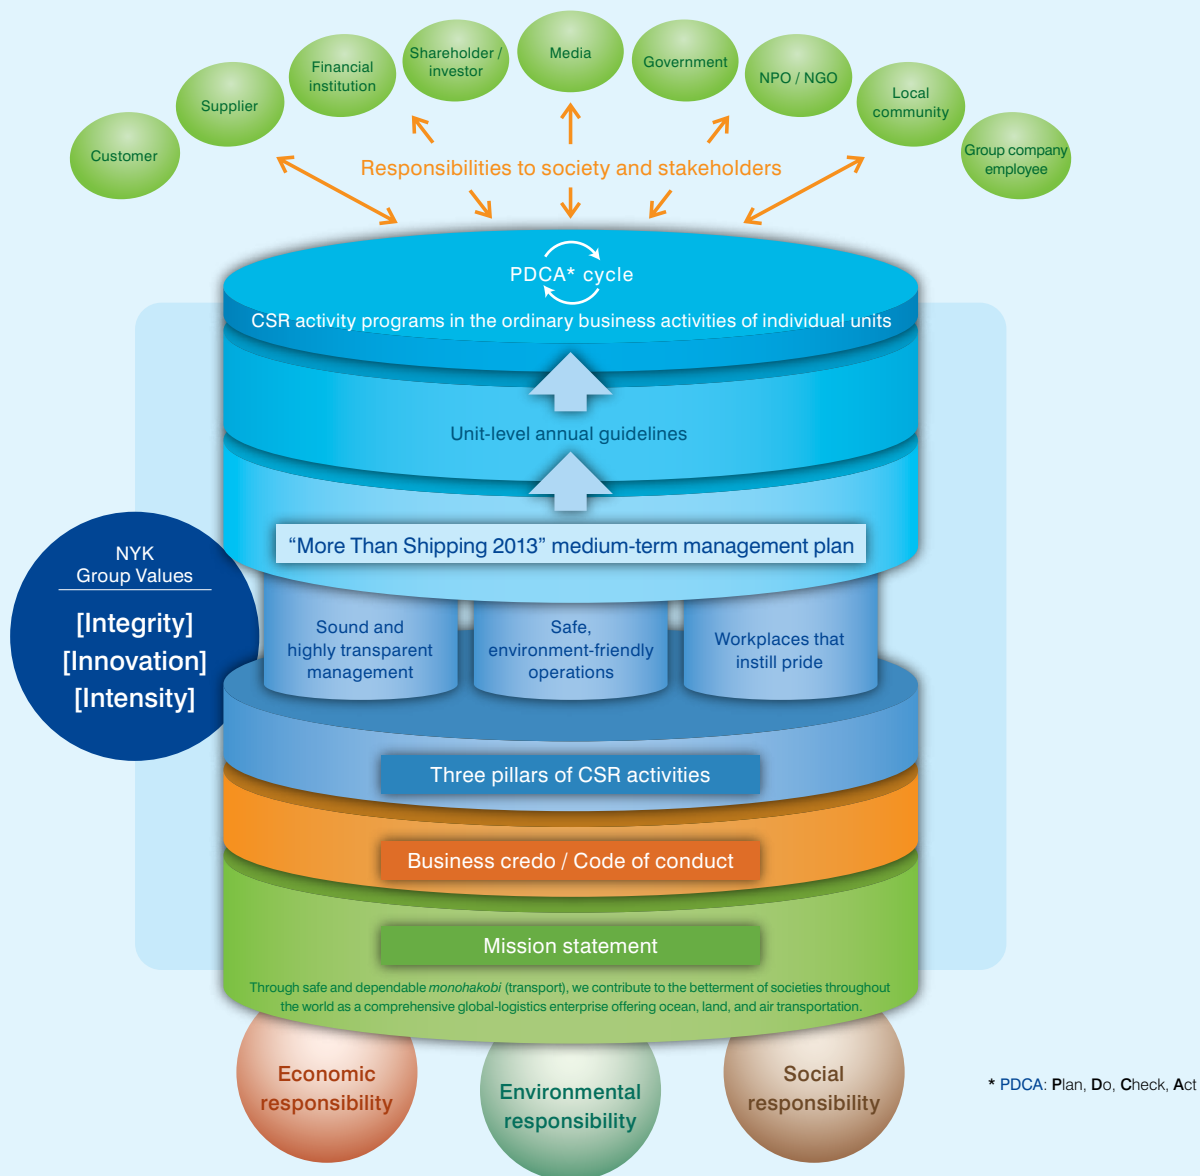 Customer
Supplier
Financial
institution
Shareholder /
investor
Media
Government
NPO / NGO
Local
community
Group company
employee
Responsibilities to society and stakeholders
PDCA* cycle
CSR activity programs in the ordinary business activities of individual units
Unit-level annual guidelines
“More Than Shipping 2013” medium-term management plan
NYK
Group Values
[Integrity]
[Innovation]
[Intensity]
Sound and
highly transparent
management
Safe,
environment-friendly
operations
Workplaces that
instill pride
Three pillars of CSR activities
Business credo / Code of conduct
Mission statement
Through safe and dependable monohakobi (transport), we contribute to the betterment of societies throughout
the world as a comprehensive global-logistics enterprise offering ocean, land, and air transportation.
Economic
responsibility
Environmental
responsibility
Social
responsibility
* PDCA: Plan, Do, Check, Act